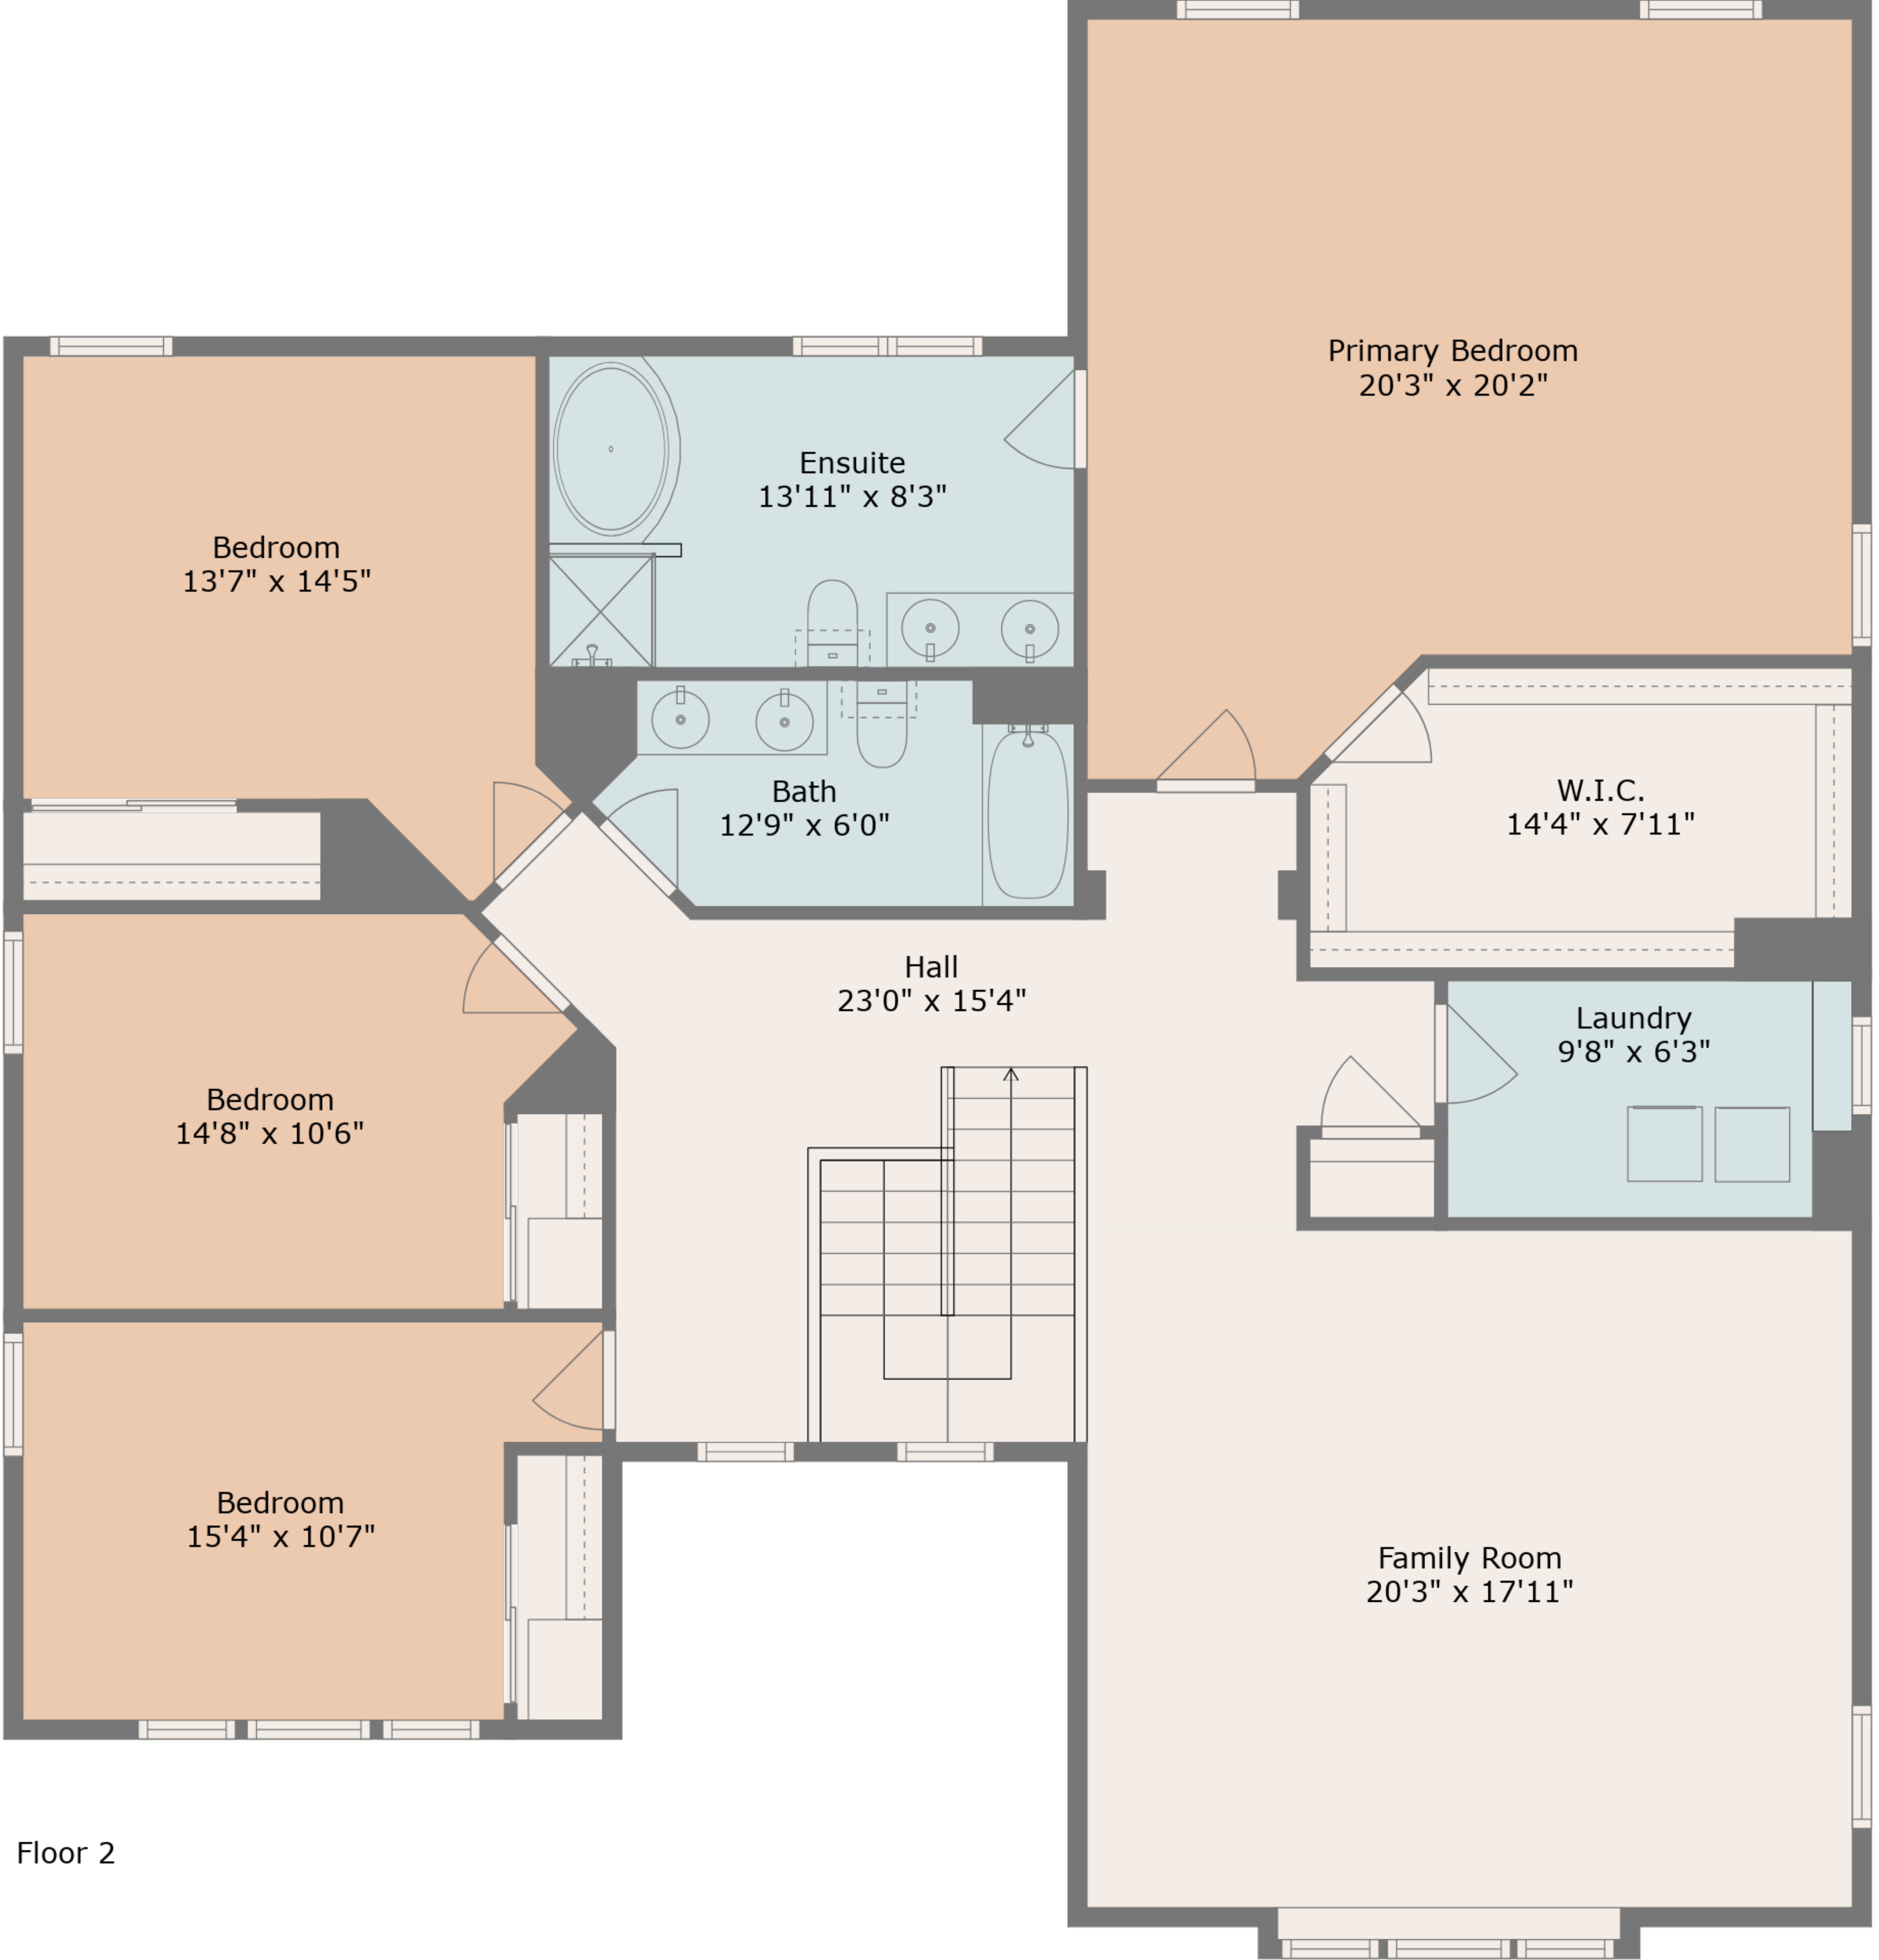 Primary Bedroom
20'3" x 20'2"
Ensuite
13'11" x 8'3"
Bedroom
13'7" x 14'5"
Bath
12'9" x 6'0"
W.I.C.
14'4" x 7'11"
Hall
23'0" x 15'4"
Laundry
9'8" x 6'3"
Bedroom
14'8" x 10'6"
Bedroom
15'4" x 10'7"
Family Room
20'3" x 17'11"
Floor 2